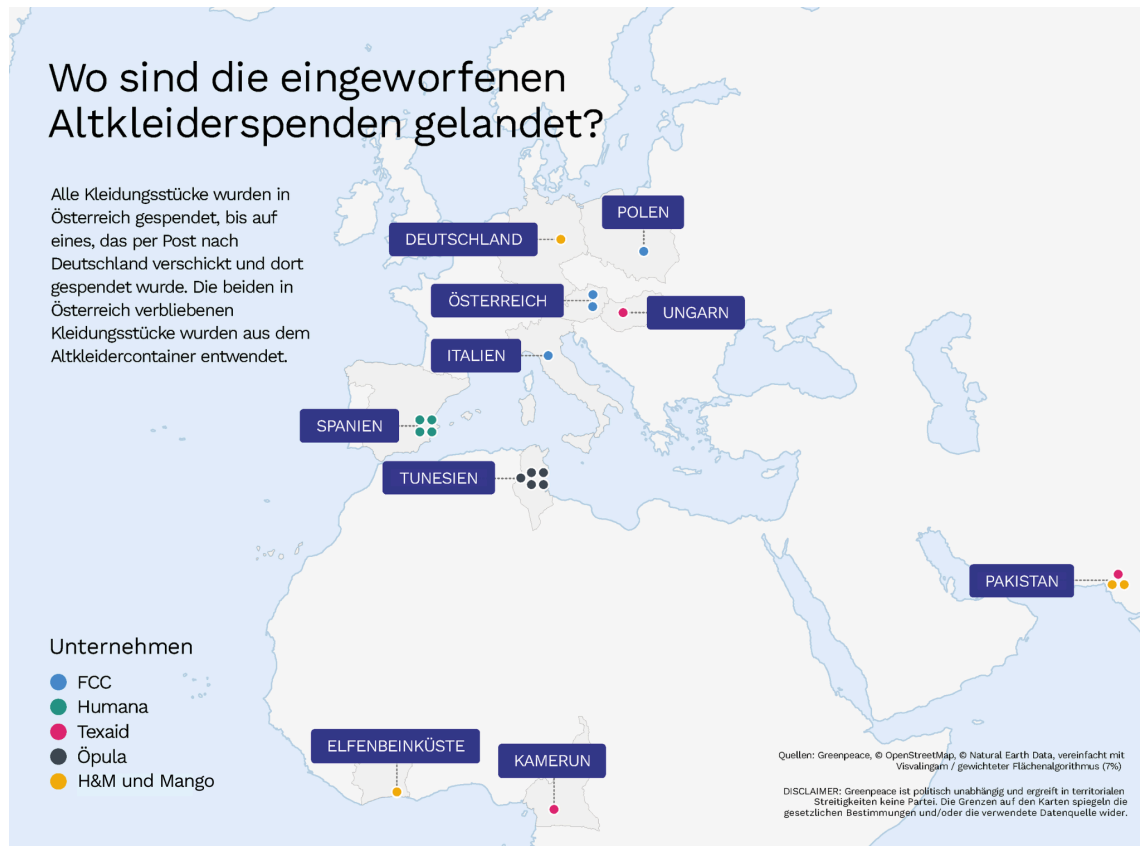 Wo sind die eingeworfenen
Altkleiderspenden gelandet?
Alle Kleidungsstücke wurden in
Österreich gespendet, bis auf
eines, das per Post nach
Deutschland verschickt und dort
gespendet wurde. Die beiden in
Österreich verbliebenen
Kleidungsstücke wurden aus dem
Altkleidercontainer entwendet.
POLEN
DEUTSCHLAND
ÖSTERREICH
UNGARN
ITALIEN
SPANIEN
TUNESIEN
PAKISTAN
ELFENBEINKÜSTE
KAMERUN
Unternehmen
FCC
Humana
Texaid
Öpula
H&M und Mango
Quellen: Greenpeace, © OpenStreetMap, © Natural Earth Data, vereinfacht mit
Visvalingam / gewichteter Flächenalgorithmus (7%)
DISCLAIMER: Greenpeace ist politisch unabhängig und ergreift in territorialen
Streitigkeiten keine Partei. Die Grenzen auf den Karten spiegeln die
gesetzlichen Bestimmungen und/oder die verwendete Datenquelle wider.